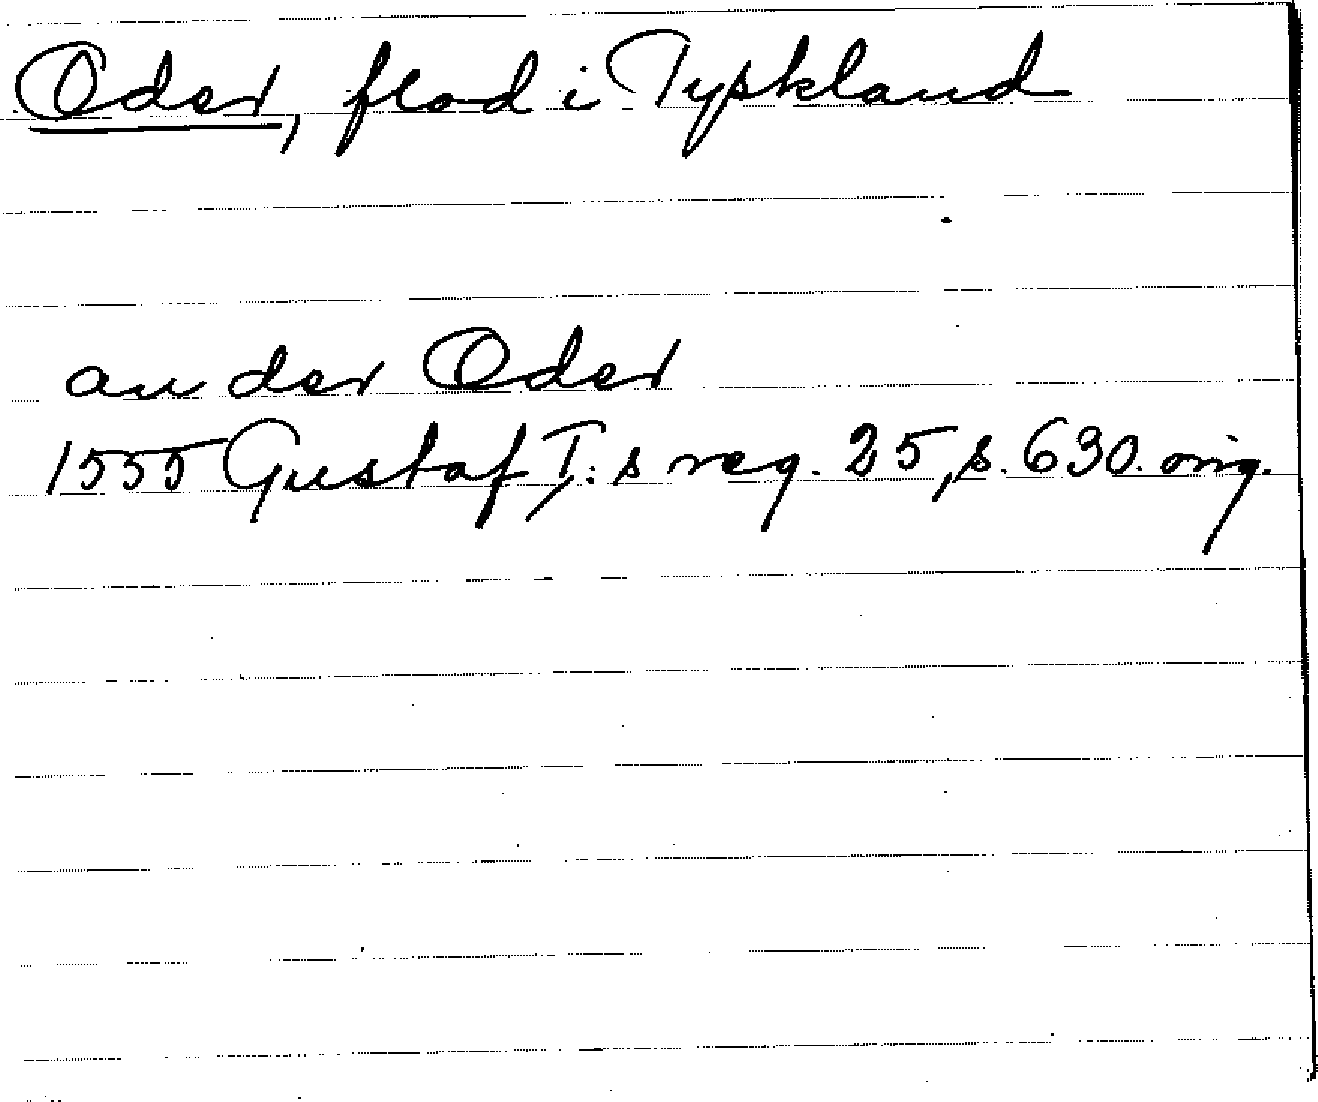 Oder, flod i Tyskland
an der Oder
1555 Gustaf I:s reg. 25, s. 630. orig.